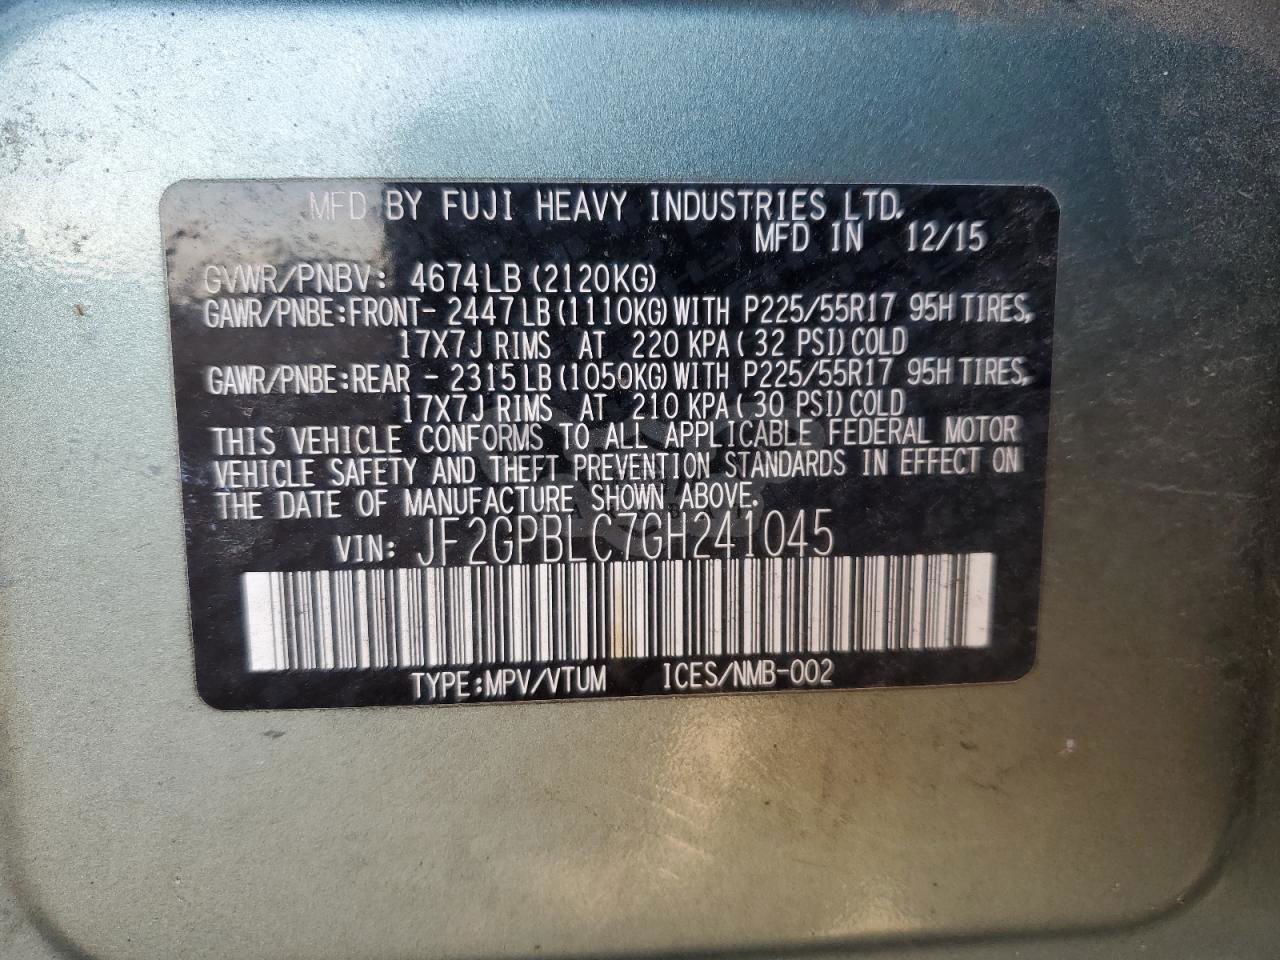 MFD BY FUJI HEAVY INDUSTRIES LTD.
MFD IN 12/15
GVWR/PNBV: 4674LB (2120KG)
GAWR/PNBE:FRONT- 2447LB(1110KG)WITH P225/55R17 95H TIRES,
17X7J RIMS AT 220 KPA(32 PSI)COLD
GAWR/PNBE:REAR - 2315LB(1050KG)WITH P225/55R17 95H TIRES,
17X7J RIMS AT 210 KPA(30 PSI)COLD
THIS VEHICLE CONFORMS TO ALL APPLICABLE FEDERAL MOTOR
VEHICLE SAFETY AND THEFT PREVENTION STANDARDS IN EFFECT ON
THE DATE OF MANUFACTURE SHOWN ABOVE.
VIN: JF2GPBLC7GH241045
TYPE:MPV/VTUM ICES/NMB-002